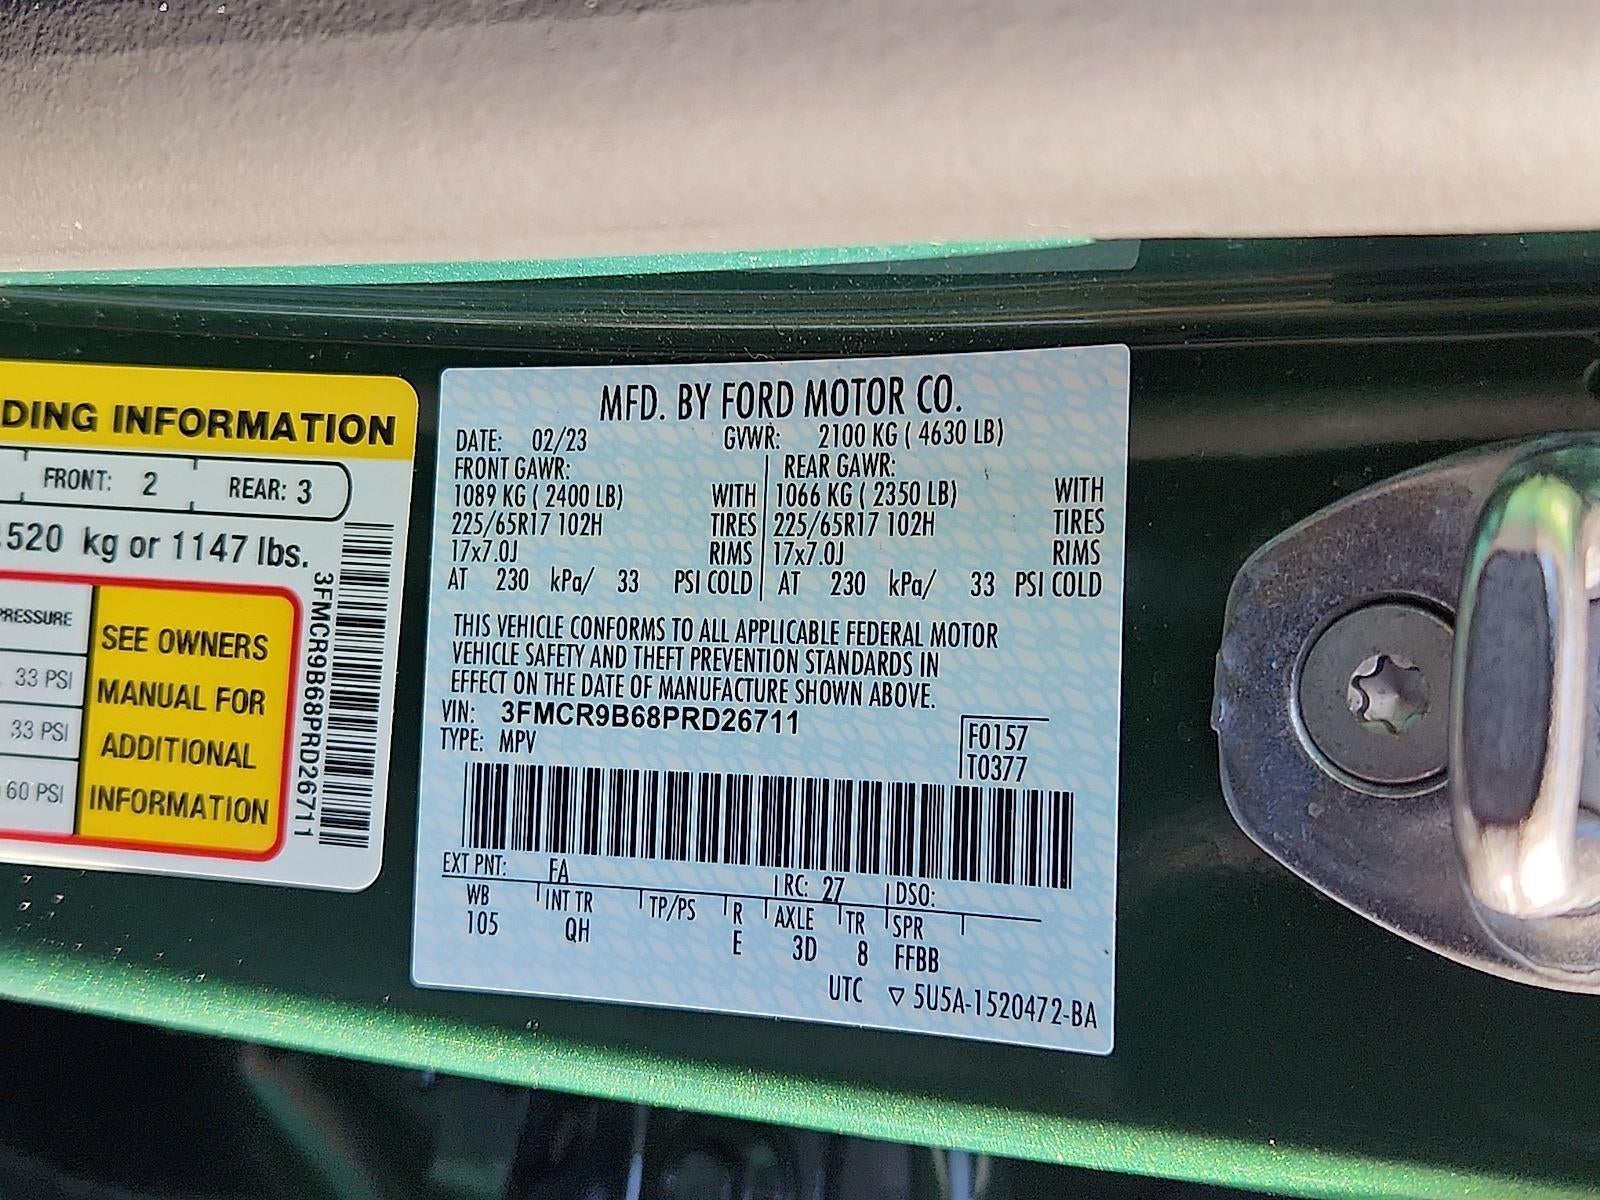 DING INFORMATION
FRONT: 2 REAR: 3
520 kg or 1147 lbs.
PRESSURE
33 PSI
33 PSI
60 PSI
SEE OWNERS
MANUAL FOR
ADDITIONAL
INFORMATION
3FMCR9B68PRD26711
MFD. BY FORD MOTOR CO.
DATE: 02/23 GVWR: 2100 KG ( 4630 LB)
FRONT GAWR: REAR GAWR:
1089 KG ( 2400 LB) WITH 1066 KG ( 2350 LB) WITH
225/65R17 102H TIRES 225/65R17 102H TIRES
17x7.0J RIMS 17x7.0J RIMS
AT 230 kPa/ 33 PSI COLD AT 230 kPa/ 33 PSI COLD
THIS VEHICLE CONFORMS TO ALL APPLICABLE FEDERAL MOTOR
VEHICLE SAFETY AND THEFT PREVENTION STANDARDS IN
EFFECT ON THE DATE OF MANUFACTURE SHOWN ABOVE.
VIN: 3FMCR9B68PRD26711
TYPE: MPV
F0157
T0377
EXT PNT: FA RC: 27 DSO:
WB INT TR TP/PS R AXLE TR SPR
105 QH E 3D 8 FFBB
UTC ▽ 5U5A-1520472-BA